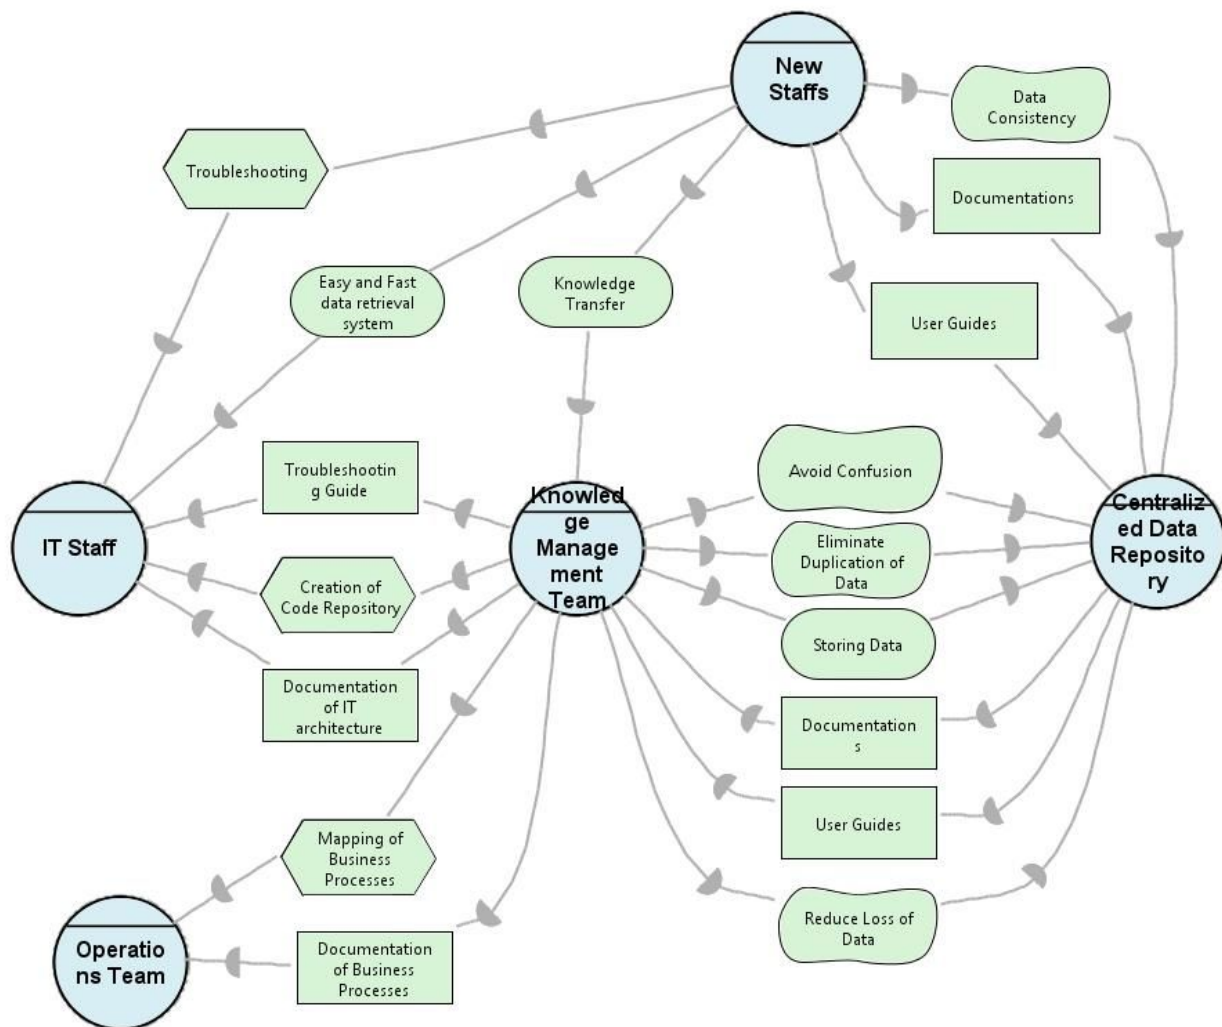 New
Staffs
Data
Consistency
Troubleshooting
Documentations
Easy and Fast
data retrieval
system
Knowledge
Transfer
User Guides
Troubleshootin
g Guide
Avoid Confusion
IT Staff
Knowled
ge
Manage
ment
Team
Eliminate
Duplication of
Data
Centraliz
ed Data
Reposito
ry
Creation of
Code Repository
Storing Data
Documentation
of IT
architecture
Documentation
s
Mapping of
Business
Processes
User Guides
Operatio
ns Team
Documentation
of Business
Processes
Reduce Loss of
Data